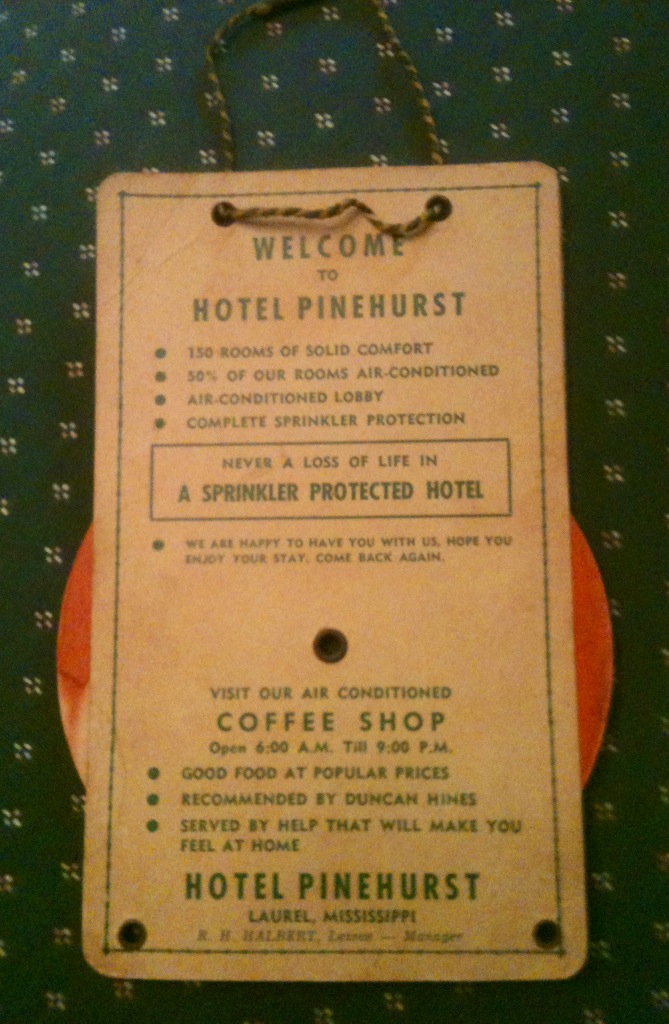 WELCOME
TO
HOTEL PINEHURST
● 150 ROOMS OF SOLID COMFORT
● 50% OF OUR ROOMS AIR-CONDITIONED
● AIR-CONDITIONED LOBBY
● COMPLETE SPRINKLER PROTECTION
NEVER A LOSS OF LIFE IN
A SPRINKLER PROTECTED HOTEL
● WE ARE HAPPY TO HAVE YOU WITH US, HOPE YOU
ENJOY YOUR STAY. COME BACK AGAIN.
VISIT OUR AIR CONDITIONED
COFFEE SHOP
Open 6:00 A.M. Till 9:00 P.M.
● GOOD FOOD AT POPULAR PRICES
● RECOMMENDED BY DUNCAN HINES
● SERVED BY HELP THAT WILL MAKE YOU
FEEL AT HOME
HOTEL PINEHURST
LAUREL, MISSISSIPPI
R. H. HALBERT, Lessee — Manager